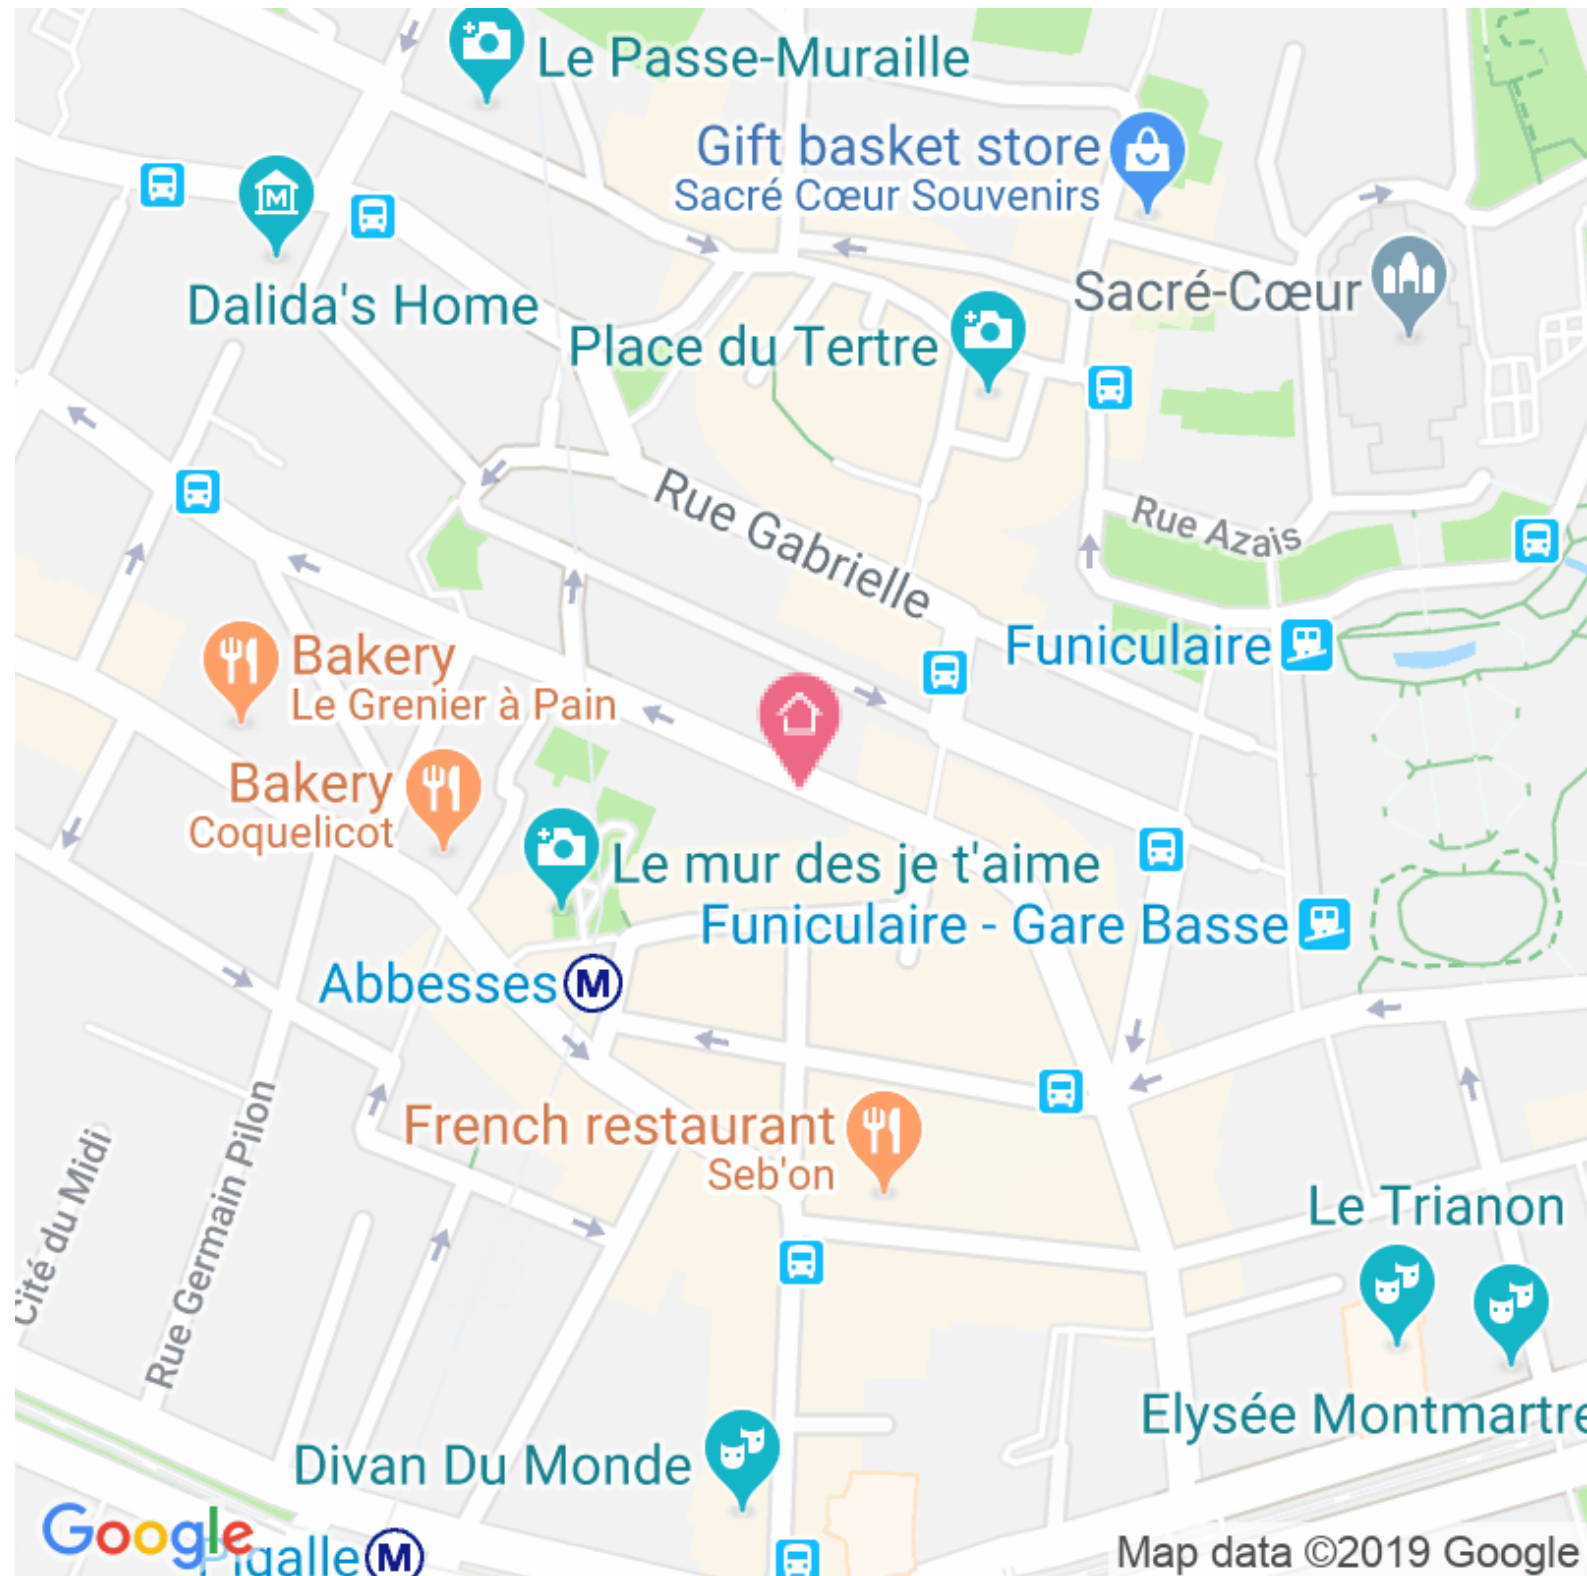 Le Passe-Muraille
Gift basket store
Sacré Cœur Souvenirs
Dalida's Home
Sacré-Cœur
Place du Tertre
Rue Gabrielle
Rue Azais
Funiculaire
Bakery
Le Grenier à Pain
Bakery
Coquelicot
Le mur des je t'aime
Funiculaire - Gare Basse
Abbesses M
French restaurant
Seb'on
Cité du Midi
Rue Germain Pilon
Le Trianon
Elysée Montmartre
Divan Du Monde
Google
Pigalle M
Map data ©2019 Google